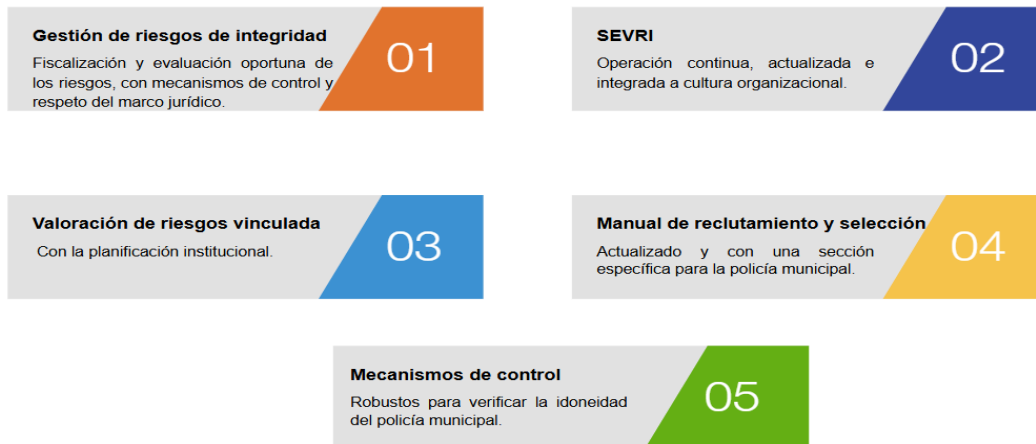 Gestión de riesgos de integridad
Fiscalización y evaluación oportuna de
los riesgos, con mecanismos de control y
respeto del marco jurídico.
01
SEVRI
Operación continua, actualizada e
integrada a cultura organizacional.
02
Valoración de riesgos vinculada
Con la planificación institucional.
03
Manual de reclutamiento y selección
Actualizado y con una sección
específica para la policía municipal.
04
Mecanismos de control
Robustos para verificar la idoneidad
del policía municipal.
05